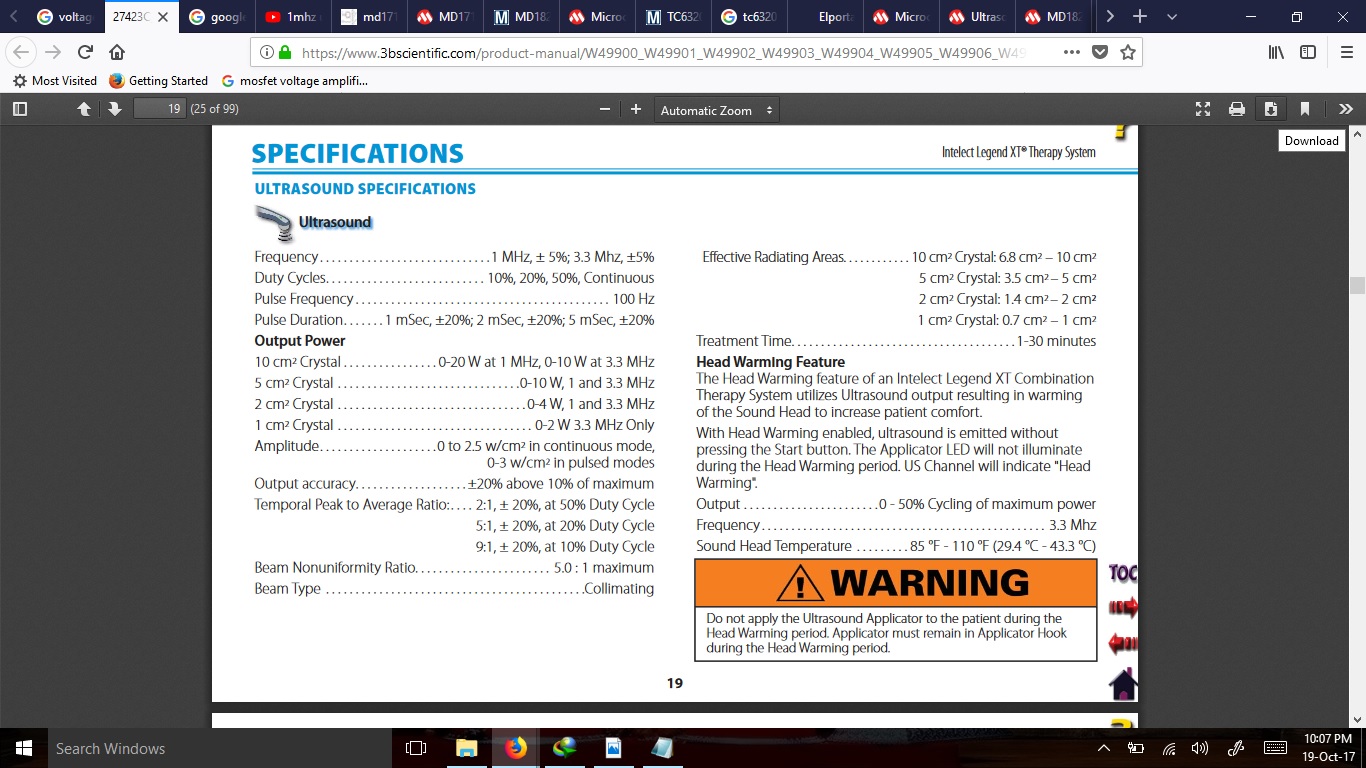 voltag
27423C
google
1mhz
md171
MD17
MD182
Micro
TC632
tc6320
Elport
Micro
Ultras
MD182
https://www.3bscientific.com/product-manual/W49900_W49901_W49902_W49903_W49904_W49905_W49906_W49
Most Visited
Getting Started
mosfet voltage amplifi...
19
(25 of 99)
Automatic Zoom
Download
SPECIFICATIONS
Intelect Legend XT® Therapy System
ULTRASOUND SPECIFICATIONS
Ultrasound
Frequency............................1 MHz, ± 5%; 3.3 Mhz, ±5%
Duty Cycles..........................10%, 20%, 50%, Continuous
Pulse Frequency..........................................100 Hz
Pulse Duration.......1 mSec, ±20%; 2 mSec, ±20%; 5 mSec, ±20%
Output Power
10 cm² Crystal................0-20 W at 1 MHz, 0-10 W at 3.3 MHz
5 cm² Crystal..............................0-10 W, 1 and 3.3 MHz
2 cm² Crystal...............................0-4 W, 1 and 3.3 MHz
1 cm² Crystal................................0-2 W 3.3 MHz Only
Amplitude...................0 to 2.5 w/cm² in continuous mode,
0-3 w/cm² in pulsed modes
Output accuracy..................±20% above 10% of maximum
Temporal Peak to Average Ratio:....2:1, ± 20%, at 50% Duty Cycle
5:1, ± 20%, at 20% Duty Cycle
9:1, ± 20%, at 10% Duty Cycle
Beam Nonuniformity Ratio......................5.0 : 1 maximum
Beam Type..........................................Collimating
Effective Radiating Areas...........10 cm² Crystal: 6.8 cm² – 10 cm²
5 cm² Crystal: 3.5 cm² – 5 cm²
2 cm² Crystal: 1.4 cm² – 2 cm²
1 cm² Crystal: 0.7 cm² – 1 cm²
Treatment Time....................................1-30 minutes
Head Warming Feature
The Head Warming feature of an Intelect Legend XT Combination
Therapy System utilizes Ultrasound output resulting in warming
of the Sound Head to increase patient comfort.
With Head Warming enabled, ultrasound is emitted without
pressing the Start button. The Applicator LED will not illuminate
during the Head Warming period. US Channel will indicate "Head
Warming".
Output......................0 - 50% Cycling of maximum power
Frequency..............................................3.3 Mhz
Sound Head Temperature.........85 ºF - 110 ºF (29.4 ºC - 43.3 ºC)
WARNING
Do not apply the Ultrasound Applicator to the patient during the
Head Warming period. Applicator must remain in Applicator Hook
during the Head Warming period.
TOC
19
Search Windows
10:07 PM
19-Oct-17